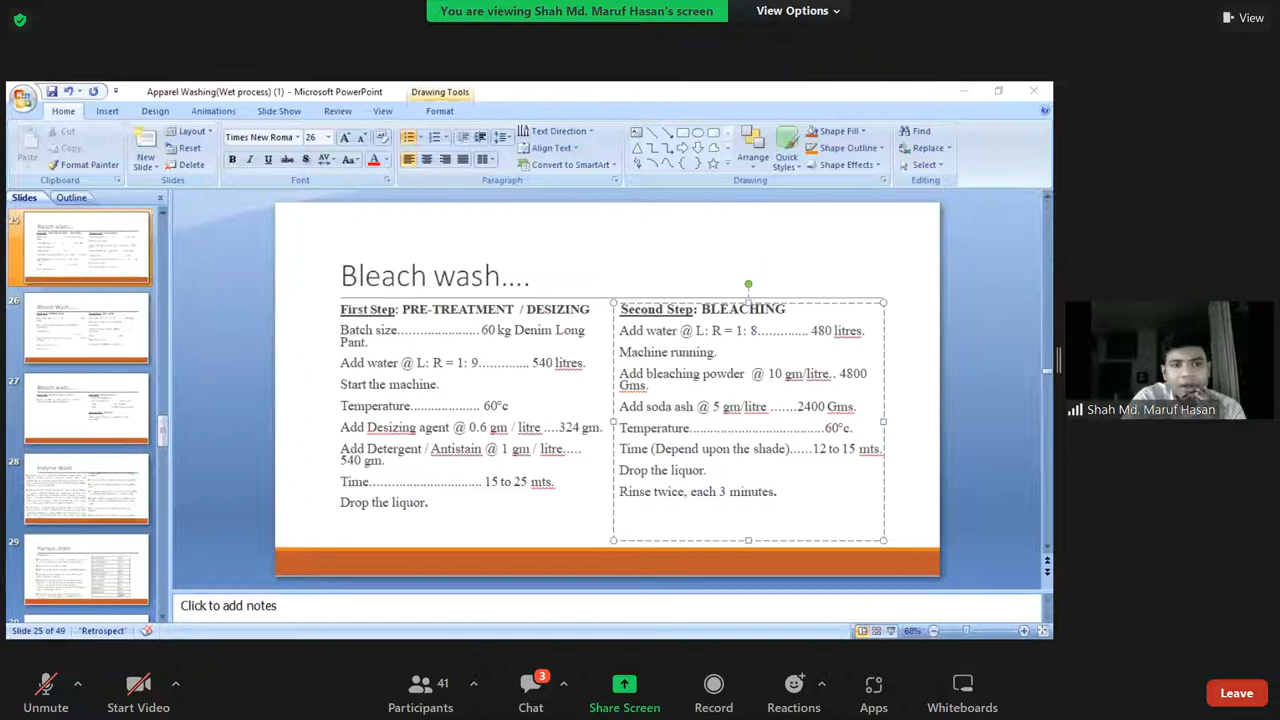 You are viewing Shah Md. Maruf Hasan's screen
View Options
View
Apparel Washing(Wet process) (1) - Microsoft PowerPoint
Drawing Tools
Home
Insert
Design
Animations
Slide Show
Review
View
Format
Paste
Cut
Copy
Format Painter
Clipboard
New
Slide
Layout
Reset
Delete
Slides
Times New Roma
26
B I U abc S AV Aa A
Font
Text Direction
Align Text
Convert to SmartArt
Paragraph
Arrange
Quick
Styles
Shape Fill
Shape Outline
Shape Effects
Drawing
Find
Replace
Select
Editing
Slides
Outline
25
26
27
28
29
Bleach wash....
First Step: PRE-TREATMENT / DESIZING
Batch size....................... 60 kg Denim Long
Pant.
Add water @ L: R = 1: 9.............. 540 litres.
Start the machine.
Temperature................... 60°c
Add Desizing agent @ 0.6 gm / litre ....324 gm.
Add Detergent / Antistain @ 1 gm / litre. ....
540 gm.
Time................................15 to 25 mts.
Drop the liquor.
Second Step: BLEACHING
Add water @ L: R = 1: 8.............. 480 litres.
Machine running.
Add bleaching powder @ 10 gm/litre.. 4800
Gms.
Add soda ash @ 5 gm/litre .......2400 Gms.
Temperature......................................60°c.
Time (Depend upon the shade)......12 to 15 mts.
Drop the liquor.
Rinse twice, each 3 minutes.
Click to add notes
Slide 25 of 49
"Retrospect"
68%
Shah Md. Maruf Hasan
Unmute
Start Video
41
Participants
3
Chat
Share Screen
Record
Reactions
Apps
Whiteboards
Leave